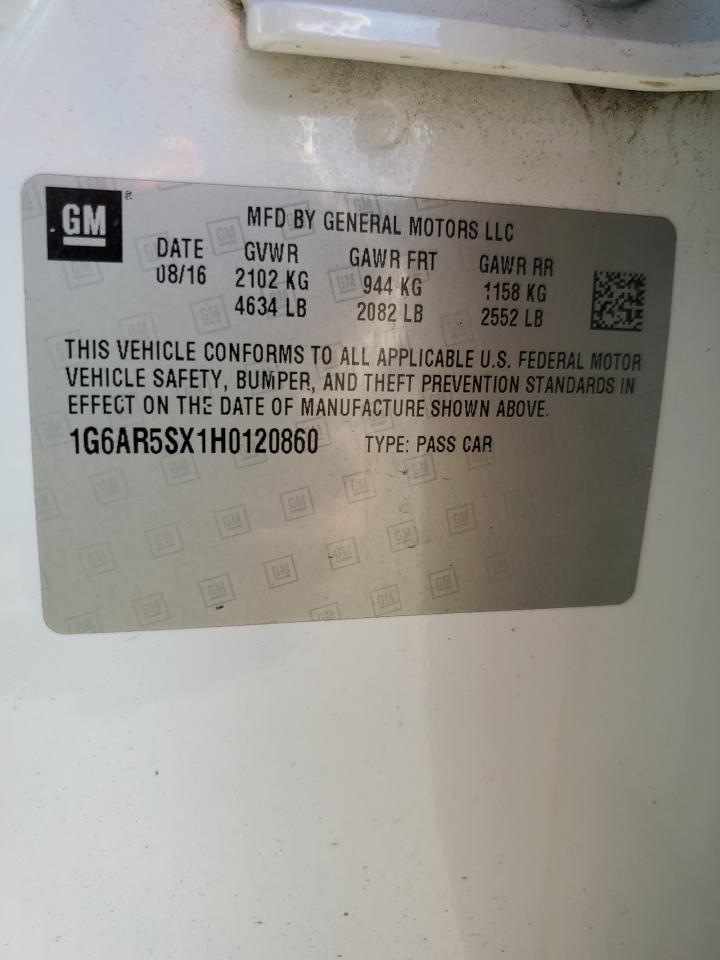 GM ®
MFD BY GENERAL MOTORS LLC
DATE GVWR GAWR FRT GAWR RR
08/16 2102 KG 944 KG 1158 KG
4634 LB 2082 LB 2552 LB
THIS VEHICLE CONFORMS TO ALL APPLICABLE U.S. FEDERAL MOTOR
VEHICLE SAFETY, BUMPER, AND THEFT PREVENTION STANDARDS IN
EFFECT ON THE DATE OF MANUFACTURE SHOWN ABOVE.
1G6AR5SX1H0120860 TYPE: PASS CAR